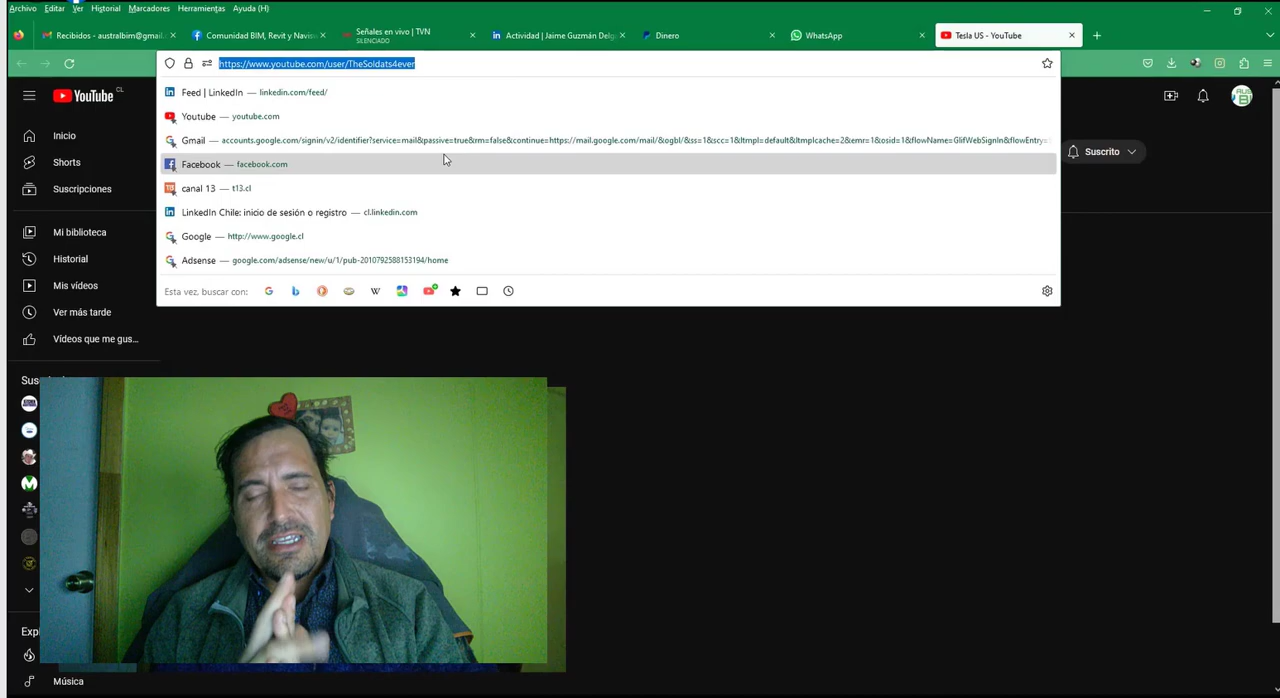 Archivo Editar Ver Historial Marcadores Herramientas Ayuda (H)
Recibidos - australbim@gmail. Comunidad BIM, Revit y Navis Señales en vivo | TVN Actividad | Jaime Guzmán Delg Dinero WhatsApp Tesla US - YouTube
SILENCIADO
https://www.youtube.com/user/TheSoldats4ever
Feed | LinkedIn — linkedin.com/feed/
YouTube CL
Youtube — youtube.com
Inicio
Gmail — accounts.google.com/signin/v2/identifier?service=mail&passive=true&rm=false&continue=https://mail.google.com/mail/&ogbl/&ss=1&scc=1&ltmpl=default&ltmplcache=2&emr=1&osid=1&flowName=GlifWebSignIn&flowEntry=
Shorts
Facebook — facebook.com
Suscrito
Suscripciones
canal 13 — t13.cl
LinkedIn Chile: inicio de sesión o registro — cl.linkedin.com
Mi biblioteca
Google — http://www.google.cl
Historial
Adsense — google.com/adsense/new/u/1/pub-2010792588153194/home
Mis vídeos
Esta vez, buscar con:
Ver más tarde
Vídeos que me gus...
Sus
Expl
Música